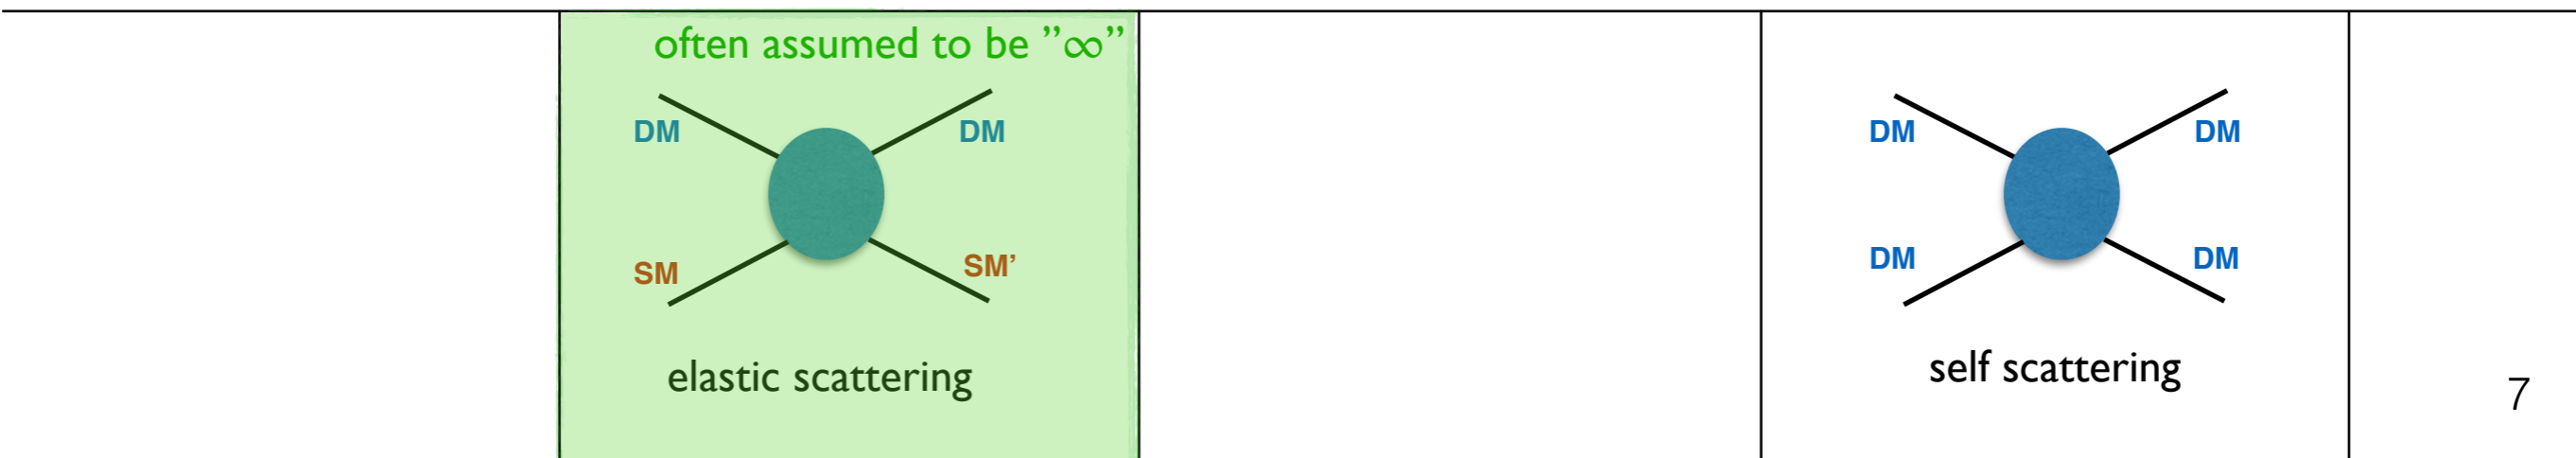 often assumed to be ”∞”
DM DM
SM SM’
elastic scattering
DM DM
DM DM
self scattering
7